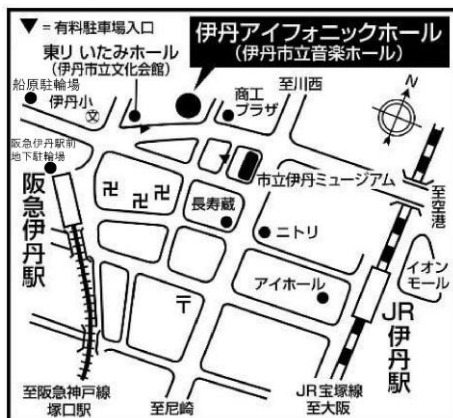 ▼=有料駐車場入口
伊丹アイフォニックホール
(伊丹市立音楽ホール)
東リ いたみホール
(伊丹市立文化会館)
船原駐輪場
伊丹小
文
商工
プラザ
至川西
N
阪急伊丹駅前
地下駐輪場
市立伊丹ミュージアム
至空港
阪急伊丹駅
卍
卍
卍
長寿蔵
ニトリ
イオン
モール
アイホール
〒
JR伊丹駅
至阪急神戸線
塚口駅
至尼崎
JR宝塚線
至大阪